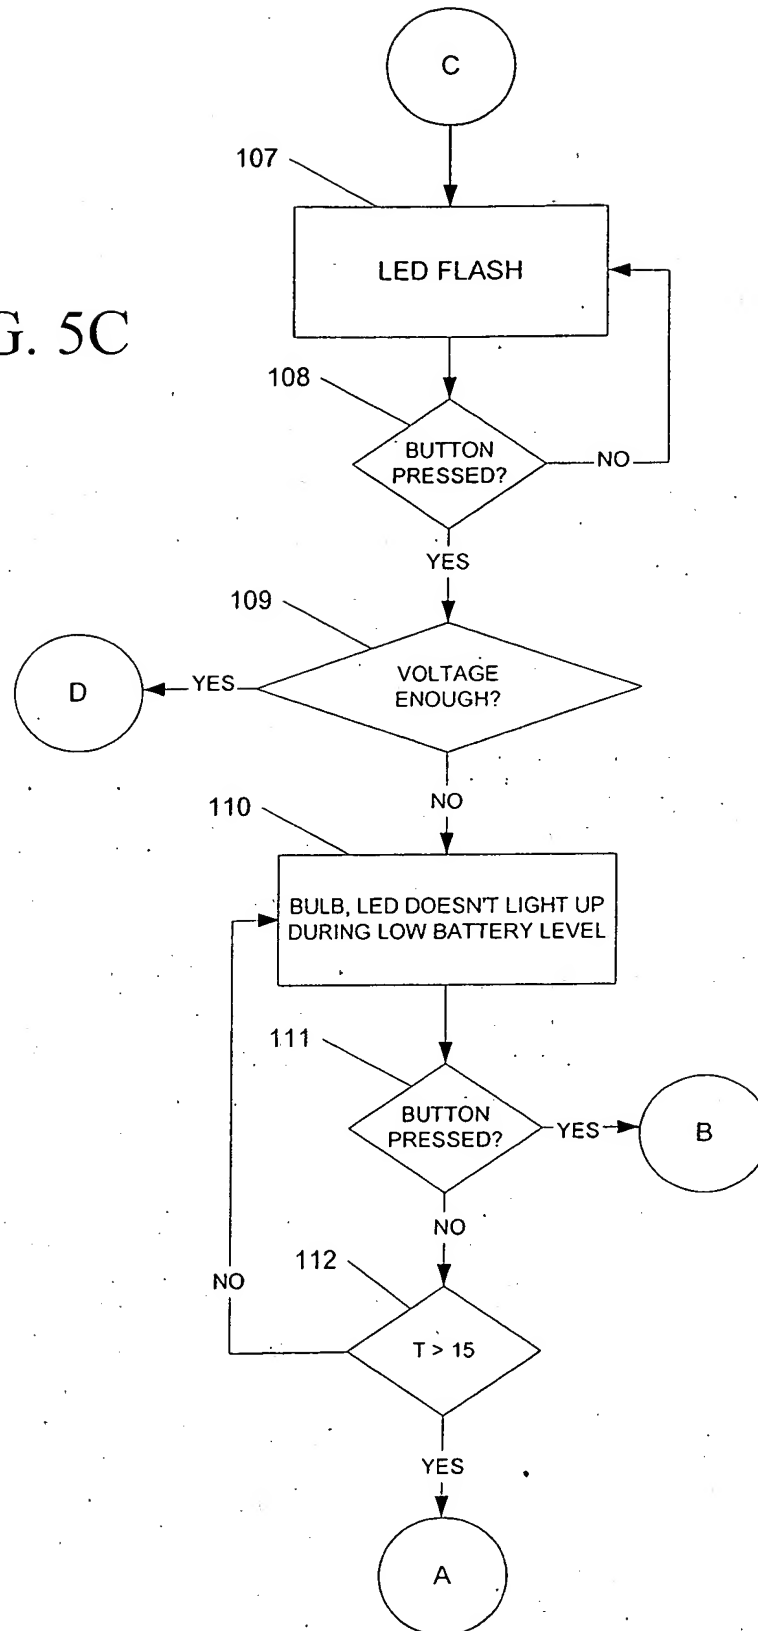 C
107
LED FLASH
G. 5C
108
BUTTON
PRESSED?
NO
YES
109
VOLTAGE
ENOUGH?
D
YES
NO
110
BULB, LED DOESN'T LIGHT UP
DURING LOW BATTERY LEVEL
111
BUTTON
PRESSED?
YES
B
NO
112
NO
T > 15
YES
A